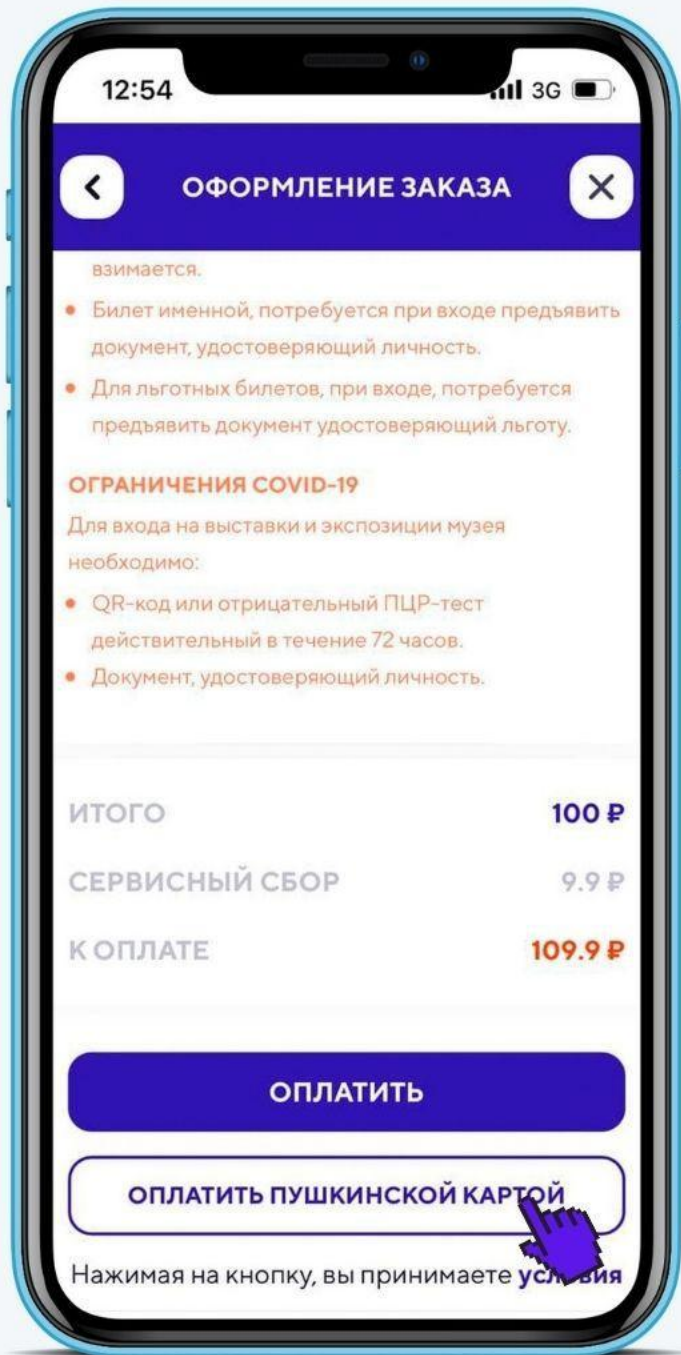 12:54
3G
ОФОРМЛЕНИЕ ЗАКАЗА
взимается.
• Билет именной, потребуется при входе предъявить
документ, удостоверяющий личность.
• Для льготных билетов, при входе, потребуется
предъявить документ удостоверяющий льготу.
ОГРАНИЧЕНИЯ COVID-19
Для входа на выставки и экспозиции музея
необходимо:
• QR-код или отрицательный ПЦР-тест
действительный в течение 72 часов.
• Документ, удостоверяющий личность.
ИТОГО 100 ₽
СЕРВИСНЫЙ СБОР 9.9 ₽
К ОПЛАТЕ 109.9 ₽
ОПЛАТИТЬ
ОПЛАТИТЬ ПУШКИНСКОЙ КАРТОЙ
Нажимая на кнопку, вы принимаете условия